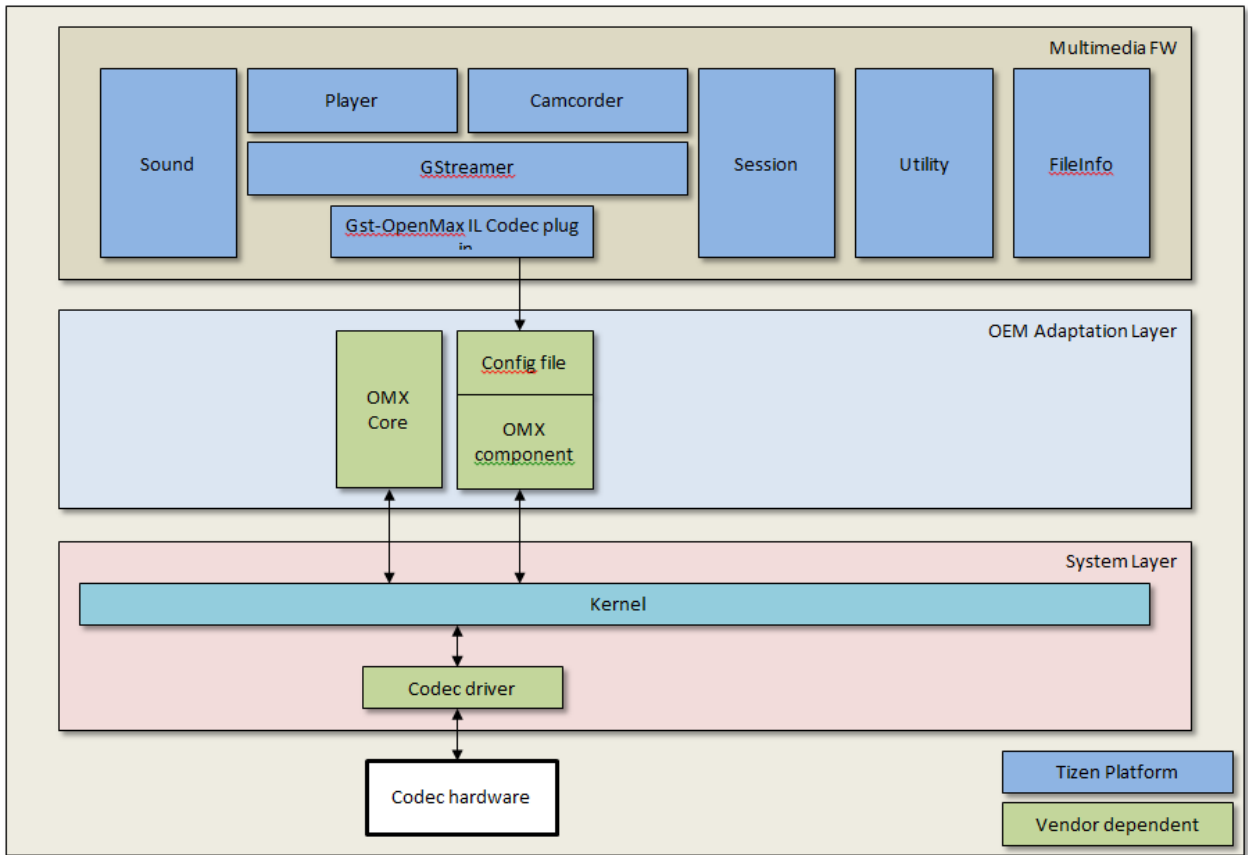 Multimedia FW
Sound
Player
Camcorder
GStreamer
Gst-OpenMax IL Codec plug
in
Session
Utility
FileInfo
OEM Adaptation Layer
OMX
Core
Config file
OMX
component
System Layer
Kernel
Codec driver
Codec hardware
Tizen Platform
Vendor dependent